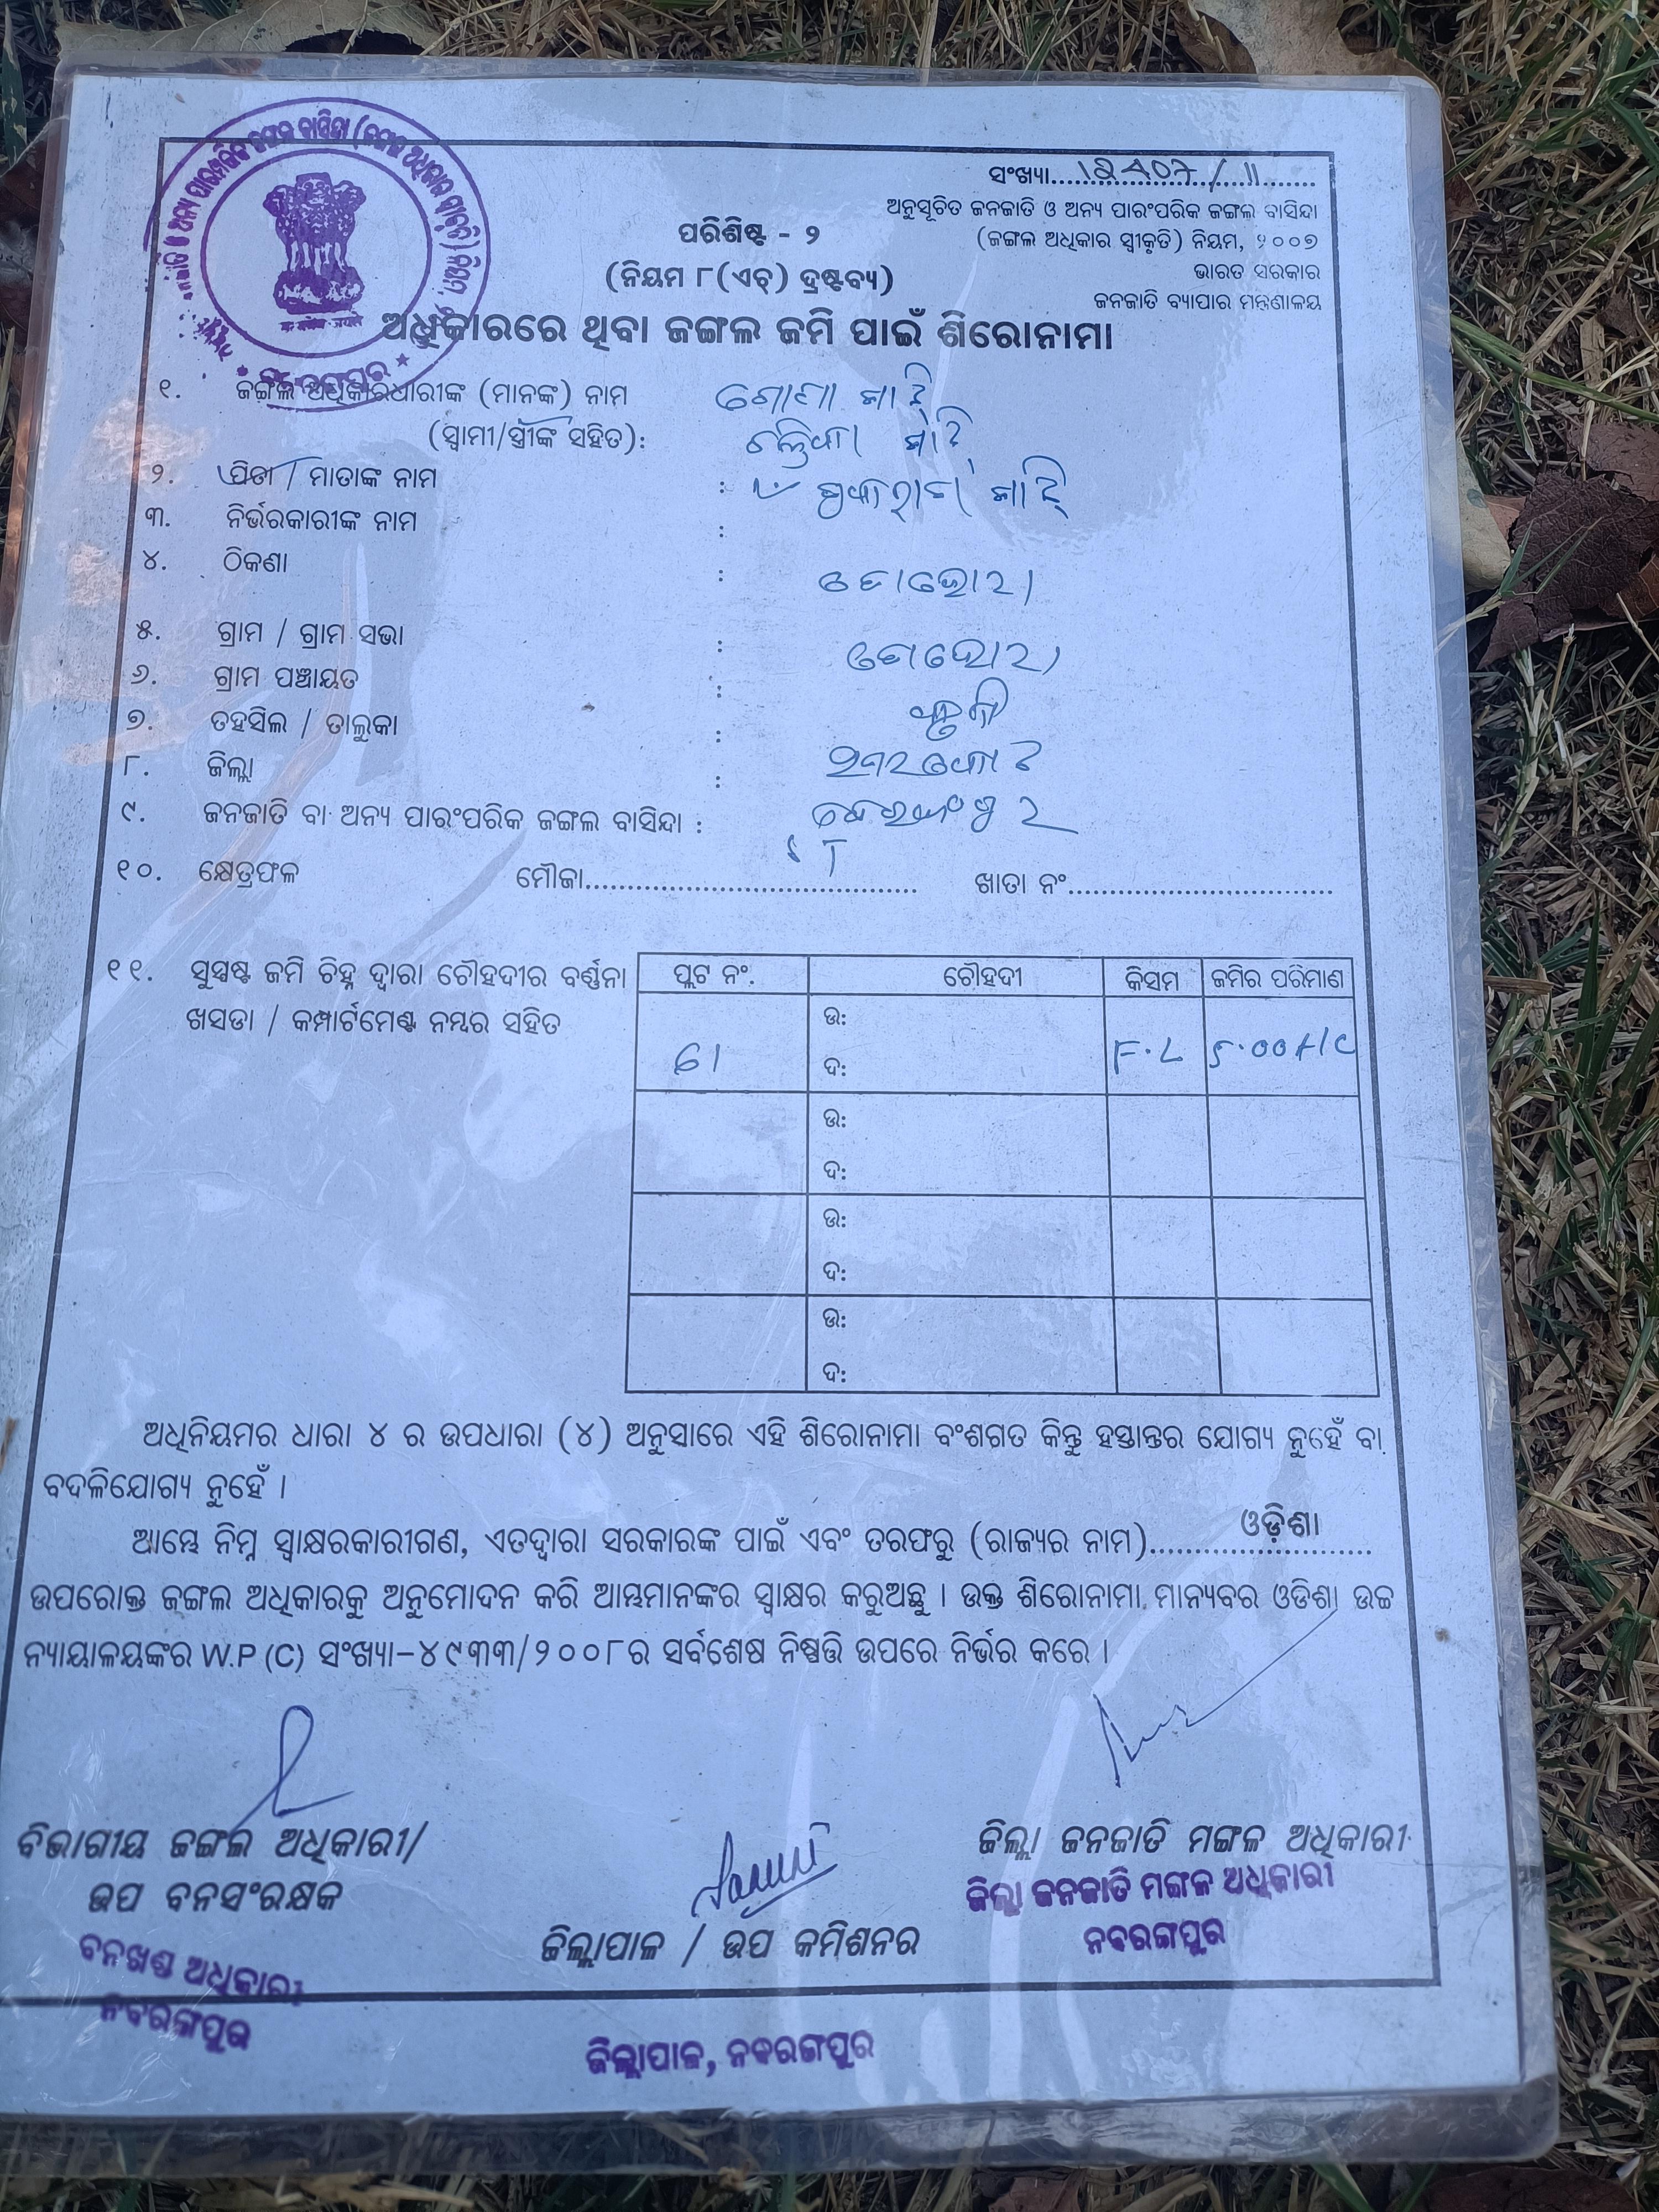 ସଂଖ୍ୟା
ଅନୁସୂଚିତ ଜନଜାତି ଓ ଅନ୍ୟ ପାରଂପରିକ ଜଙ୍ଗଲ ବାସିନ୍ଦା
(ଜଙ୍ଗଲ ଅଧିକାର ସ୍ୱୀକୃତି) ନିୟମ, ୨୦୦୭
ଭାରତ ସରକାର
ଜନଜାତି ବ୍ୟାପାର ମନ୍ତ୍ରଣାଳୟ
ପରିଶିଷ୍ଟ - ୨
(ନିୟମ ୮(ଏଚ୍) ଦ୍ରଷ୍ଟବ୍ୟ)
ଅଧିକାରରେ ଥିବା ଜଙ୍ଗଲ ଜମି ପାଇଁ ଶିରୋନାମା
୧. ଜଙ୍ଗଲ ଅଧିକାରଧାରୀଙ୍କ (ମାନଙ୍କ) ନାମ
(ସ୍ୱାମୀ/ସ୍ତ୍ରୀଙ୍କ ସହିତ):
୨. ପିତା / ମାତାଙ୍କ ନାମ :
୩. ନିର୍ଭରକାରୀଙ୍କ ନାମ :
୪. ଠିକଣା :
୫. ଗ୍ରାମ / ଗ୍ରାମ ସଭା :
୬. ଗ୍ରାମ ପଞ୍ଚାୟତ :
୭. ତହସିଲ / ତାଲୁକା :
୮. ଜିଲ୍ଲା :
୯. ଜନଜାତି ବା ଅନ୍ୟ ପାରଂପରିକ ଜଙ୍ଗଲ ବାସିନ୍ଦା : ST
୧୦. କ୍ଷେତ୍ରଫଳ ମୌଜା........ ଖାତା ନଂ........
୧୧. ସୁସ୍ପଷ୍ଟ ଜମି ଚିହ୍ନ ଦ୍ୱାରା ଚୌହଦୀର ବର୍ଣ୍ଣନା
ଖସଡା / କମ୍ପାର୍ଟମେଣ୍ଟ ନମ୍ବର ସହିତ
ପ୍ଲଟ ନଂ. ଚୌହଦୀ କିସମ ଜମିର ପରିମାଣ
ଉ:
61 ଦ: F.L 5.00 AC
ଉ:
ଦ:
ଉ:
ଦ:
ଉ:
ଦ:
ଅଧିନିୟମର ଧାରା ୪ ର ଉପଧାରା (୪) ଅନୁସାରେ ଏହି ଶିରୋନାମା ବଂଶଗତ କିନ୍ତୁ ହସ୍ତାନ୍ତର ଯୋଗ୍ୟ ନୁହେଁ ବା
ବଦଳିଯୋଗ୍ୟ ନୁହେଁ ।
ଆମ୍ଭେ ନିମ୍ନ ସ୍ୱାକ୍ଷରକାରୀଗଣ, ଏତଦ୍ୱାରା ସରକାରଙ୍କ ପାଇଁ ଏବଂ ତରଫରୁ (ରାଜ୍ୟର ନାମ) ଓଡ଼ିଶା
ଉପରୋକ୍ତ ଜଙ୍ଗଲ ଅଧିକାରକୁ ଅନୁମୋଦନ କରି ଆମ୍ଭମାନଙ୍କର ସ୍ୱାକ୍ଷର କରୁଅଛୁ । ଉକ୍ତ ଶିରୋନାମା ମାନ୍ୟବର ଓଡିଶା ଉଚ୍ଚ
ନ୍ୟାୟାଳୟଙ୍କର W.P (C) ସଂଖ୍ୟା-୪୯୩୩/୨୦୦୮ର ସର୍ବଶେଷ ନିଷ୍ପତ୍ତି ଉପରେ ନିର୍ଭର କରେ ।
ବିଭାଗୀୟ ଜଙ୍ଗଲ ଅଧିକାରୀ/
ଉପ ବନସଂରକ୍ଷକ
ବନଖଣ୍ଡ ଅଧିକାରୀ
ନବରଙ୍ଗପୁର
ଜିଲ୍ଲାପାଳ / ଉପ କମିଶନର
ଜିଲ୍ଲାପାଳ, ନବରଙ୍ଗପୁର
ଜିଲ୍ଲା ଜନଜାତି ମଙ୍ଗଳ ଅଧିକାରୀ
ଜିଲ୍ଲା ଜନଜାତି ମଙ୍ଗଳ ଅଧିକାରୀ
ନବରଙ୍ଗପୁର